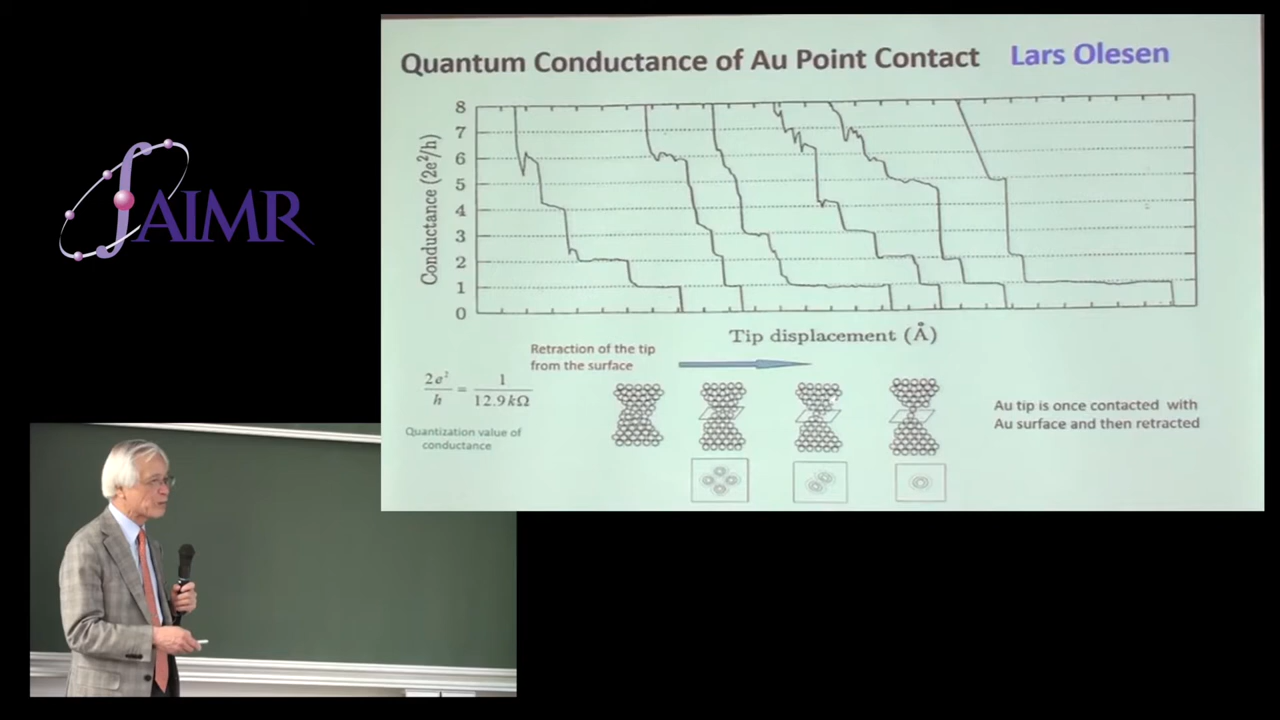 AIMR
Quantum Conductance of Au Point Contact Lars Olesen
Conductance (2e²/h)
8
7
6
5
4
3
2
1
0
Tip displacement (Å)
Retraction of the tip
from the surface
2e² / h = 1 / 12.9kΩ
Quantization value of
conductance
Au tip is once contacted with
Au surface and then retracted